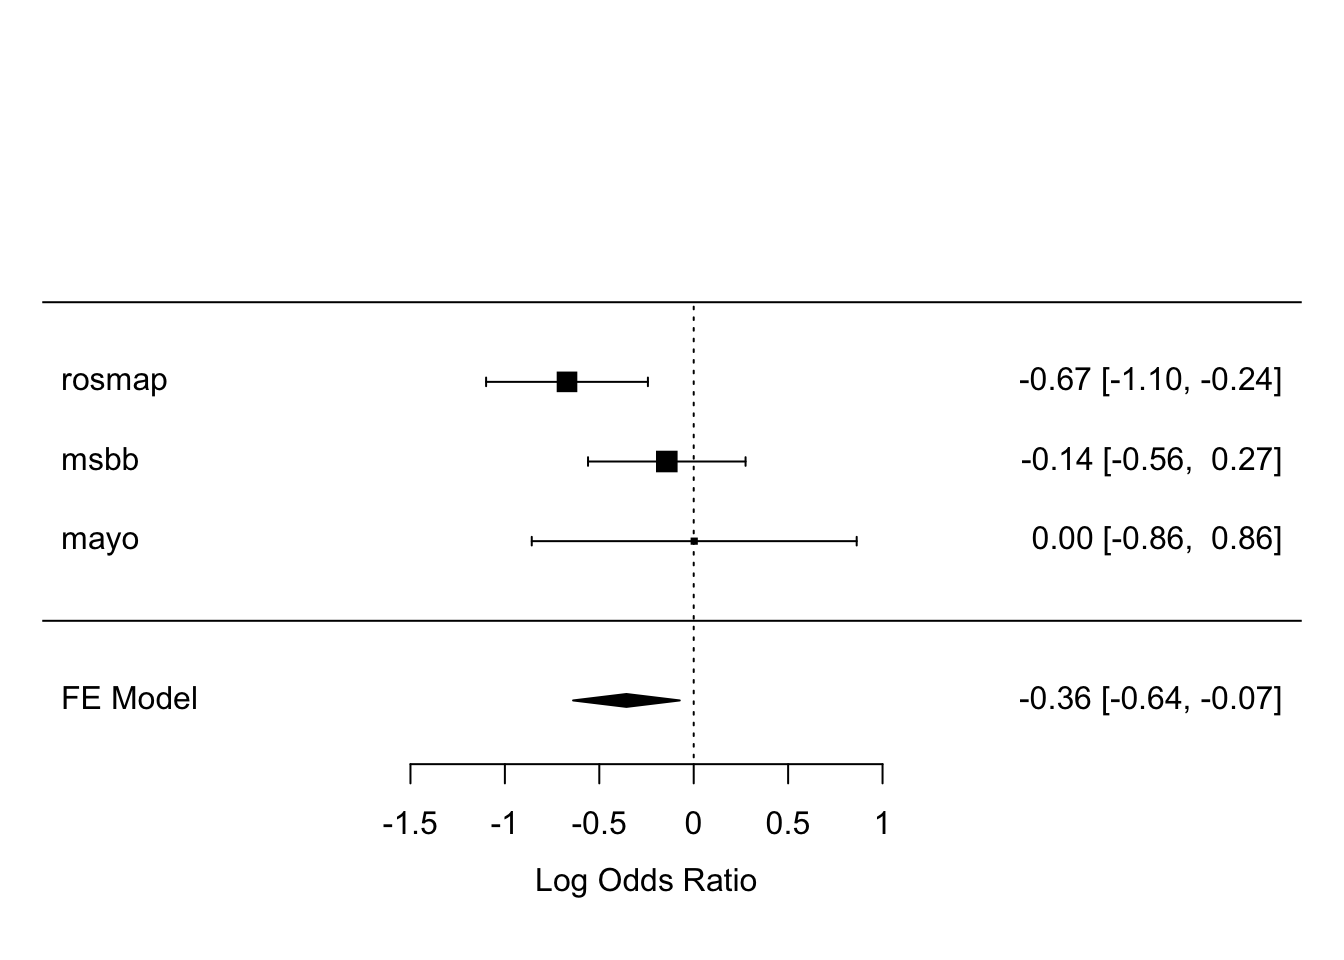 rosmap -0.67 [-1.10, -0.24]
msbb -0.14 [-0.56, 0.27]
mayo 0.00 [-0.86, 0.86]
FE Model -0.36 [-0.64, -0.07]
-1.5 -1 -0.5 0 0.5 1
Log Odds Ratio